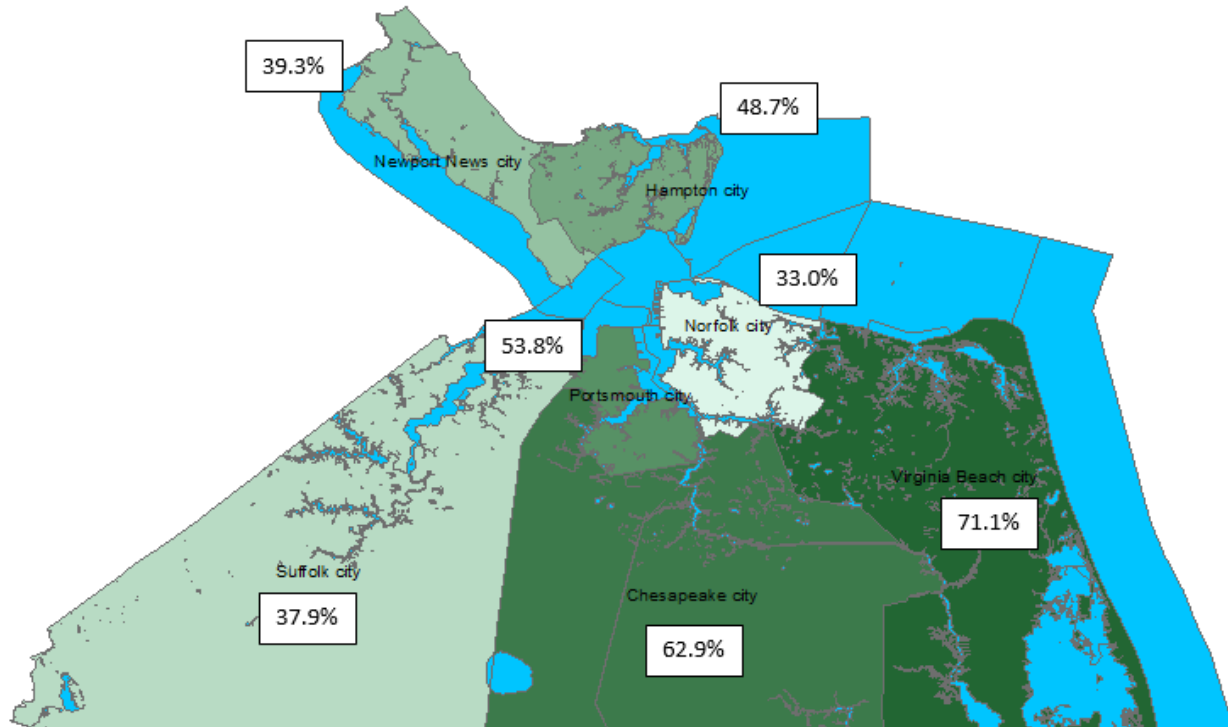 39.3%
48.7%
Newport News city
Hampton city
33.0%
Norfolk city
53.8%
Portsmouth city
Virginia Beach city
71.1%
Suffolk city
37.9%
Chesapeake city
62.9%